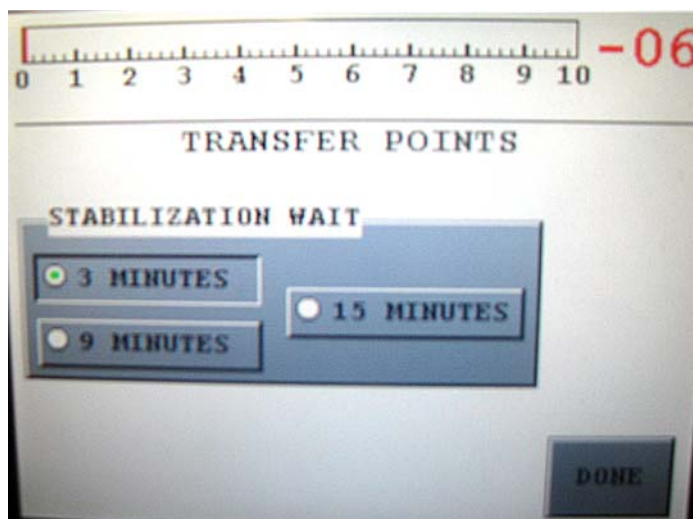 -06
0 1 2 3 4 5 6 7 8 9 10
TRANSFER POINTS
STABILIZATION WAIT
3 MINUTES
15 MINUTES
9 MINUTES
DONE